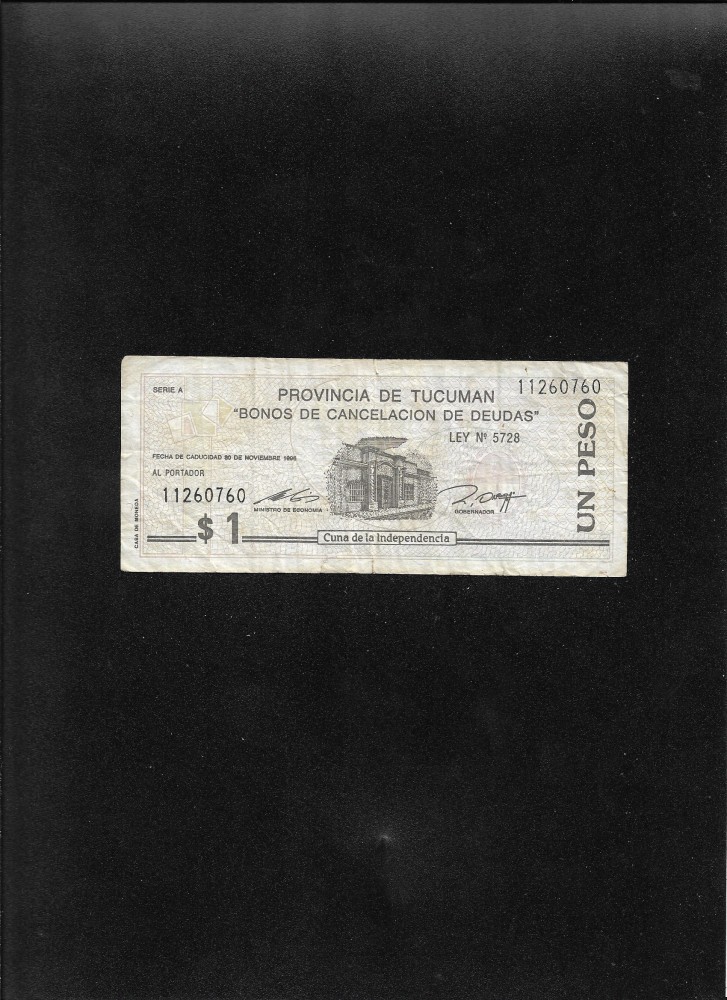 SERIE A
11260760
PROVINCIA DE TUCUMAN
"BONOS DE CANCELACION DE DEUDAS"
LEY Nº 5728
FECHA DE CADUCIDAD 30 DE NOVIEMBRE
AL PORTADOR
11260760
MINISTRO DE ECONOMIA
GOBERNADOR
$ 1
Cuna de la Independencia
UN PESO
CASA DE MONEDA